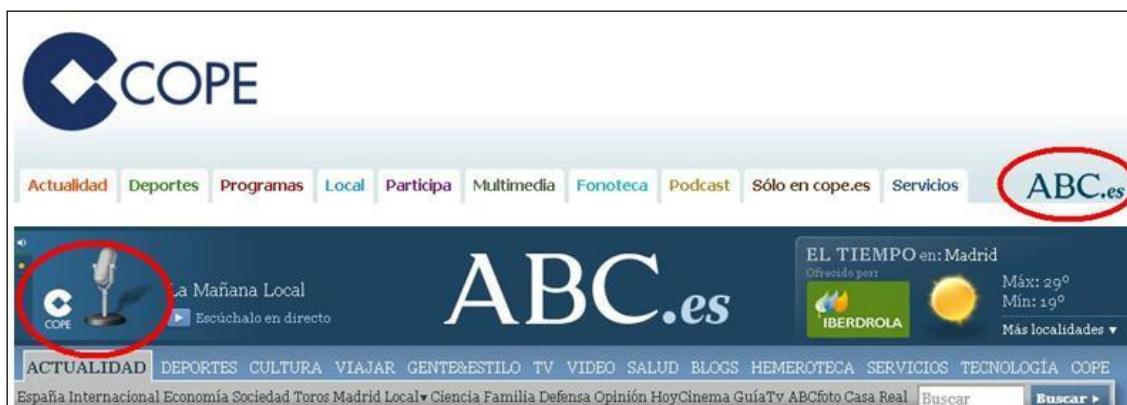 COPE
Actualidad Deportes Programas Local Participa Multimedia Fonoteca Podcast Sólo en cope.es Servicios ABC.es
COPE
La Mañana Local
Escúchalo en directo
ABC.es
EL TIEMPO en: Madrid
Ofrecido por:
IBERDROLA
Máx: 29º
Mín: 19º
Más localidades
ACTUALIDAD DEPORTES CULTURA VIAJAR GENTE&ESTILO TV VIDEO SALUD BLOGS HEMEROTECA SERVICIOS TECNOLOGÍA COPE
España Internacional Economía Sociedad Toros Madrid Local Ciencia Familia Defensa Opinión HoyCinema GuíaTv ABCfoto Casa Real Buscar Buscar